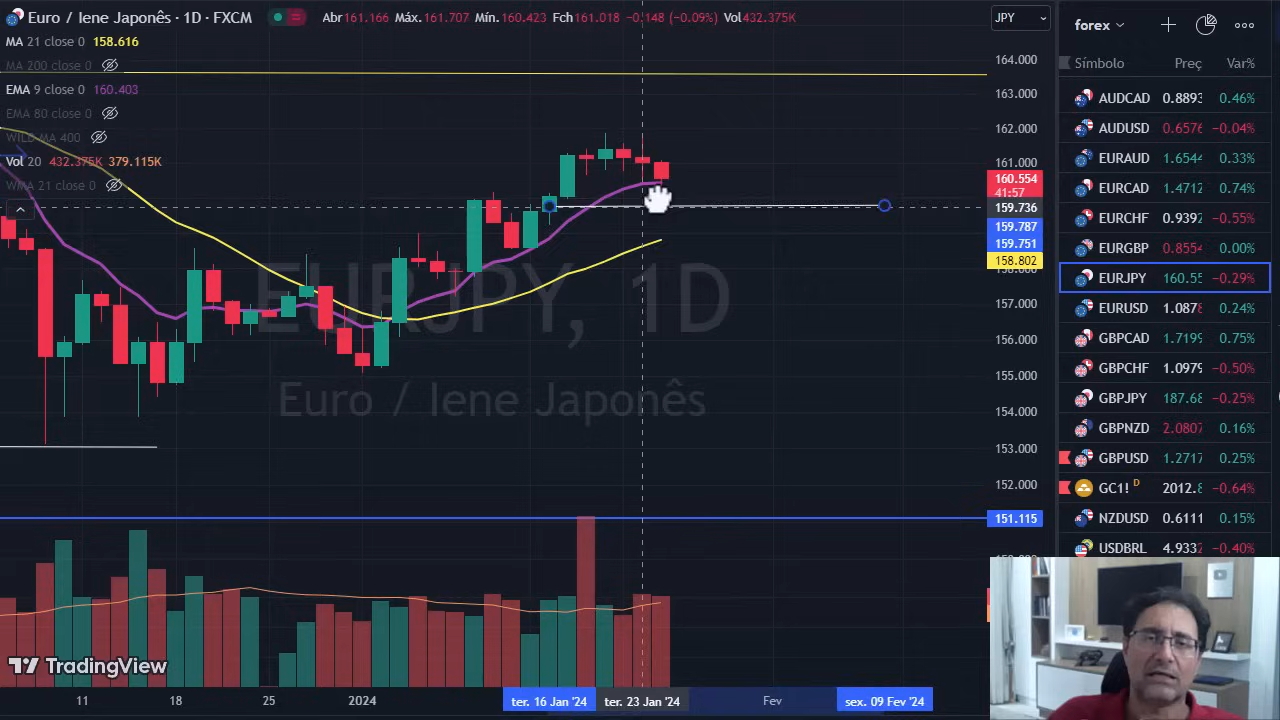 Euro / Iene Japonês · 1D · FXCM
Abr161.166 Máx.161.707 Mín.160.423 Fch161.018 −0.148 (−0.09%) Vol432.375K
JPY
MA 21 close 0 158.616
MA 200 close 0
EMA 9 close 0 160.403
EMA 80 close 0
WILD MA 400
Vol 20 432.375K 379.115K
WMA 21 close 0
EURJPY, 1D
Euro / Iene Japonês
164.000
163.000
162.000
161.000
160.554
41:57
159.736
159.787
159.751
158.802
158.000
157.000
156.000
155.000
154.000
153.000
152.000
151.115
TradingView
11
18
25
2024
ter. 16 Jan '24
ter. 23 Jan '24
Fev
sex. 09 Fev '24
forex
Símbolo Preç Var%
AUDCAD 0.8893 0.46%
AUDUSD 0.6576 −0.04%
EURAUD 1.6544 0.33%
EURCAD 1.4712 0.74%
EURCHF 0.9392 −0.55%
EURGBP 0.8554 0.00%
EURJPY 160.55 −0.29%
EURUSD 1.0878 0.24%
GBPCAD 1.7199 0.75%
GBPCHF 1.0979 −0.50%
GBPJPY 187.68 −0.25%
GBPNZD 2.0807 0.16%
GBPUSD 1.2717 0.25%
GC1! D 2012.8 −0.64%
NZDUSD 0.6111 0.15%
USDBRL 4.9332 −0.40%